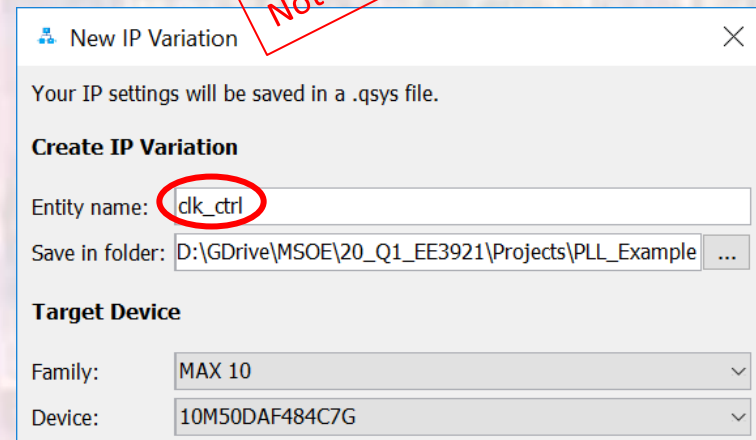 Not
New IP Variation
Your IP settings will be saved in a .qsys file.
Create IP Variation
Entity name: clk_ctrl
Save in folder: D:\GDrive\MSOE\20_Q1_EE3921\Projects\PLL_Example ...
Target Device
Family: MAX 10
Device: 10M50DAF484C7G